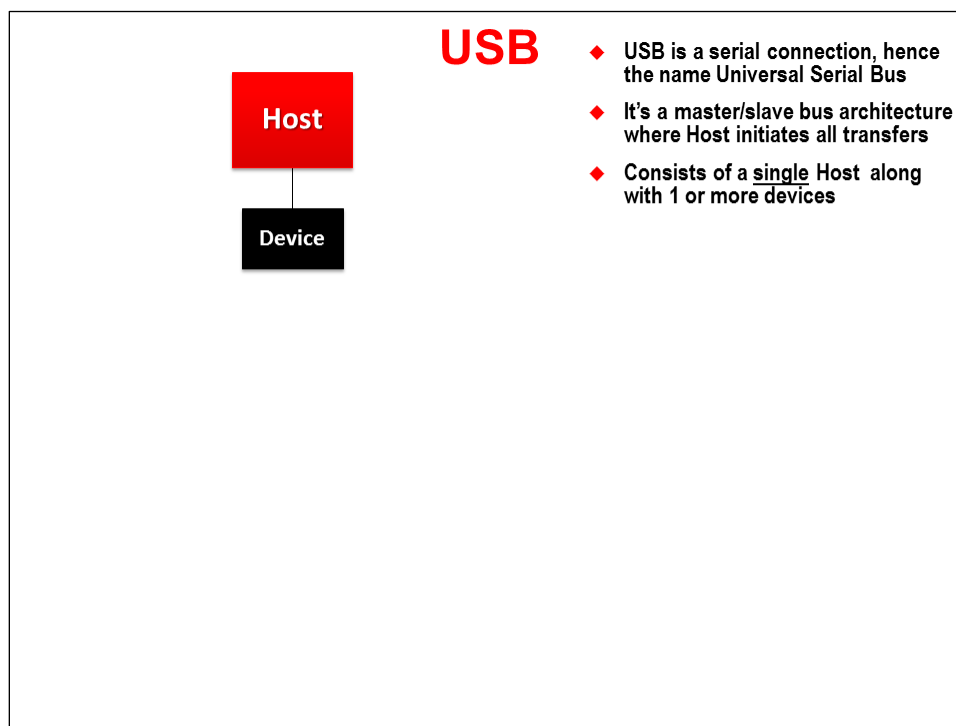 USB
Host
Device
USB is a serial connection, hence
the name Universal Serial Bus
It’s a master/slave bus architecture
where Host initiates all transfers
Consists of a single Host along
with 1 or more devices